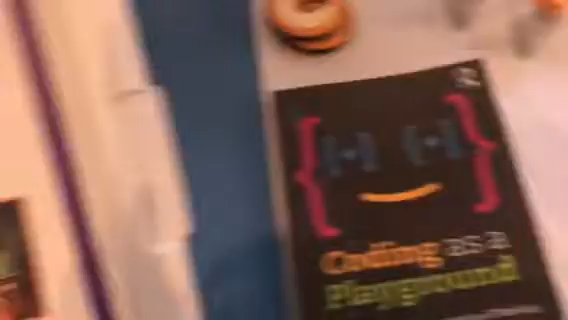 {[•] [•]}
Coding as a
Playground